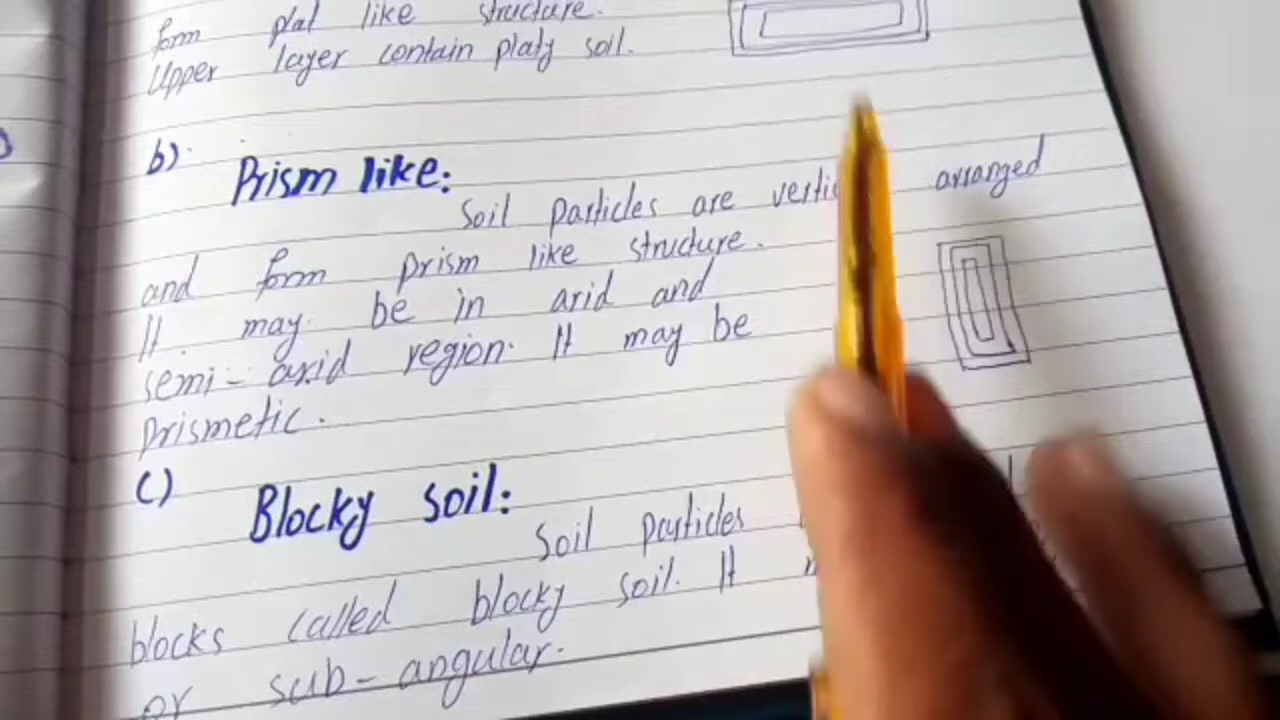 form plat like structure.
Upper layer contain platy soil.
b)
Prism like:
Soil particles are arranged
and form prism like structure.
It may be in arid and
semi-arid region. It may be
Prismetic.
c)
Blocky soil:
Soil particles
blocks called blocky soil. It
or sub-angular.